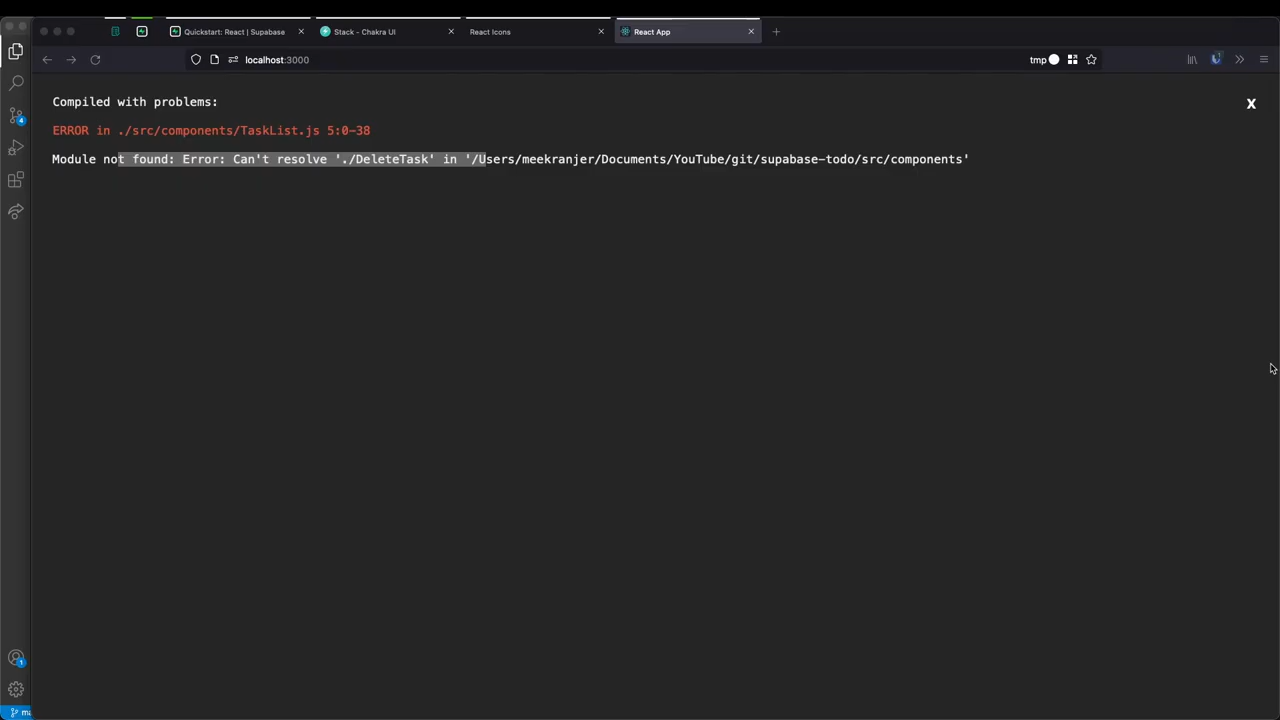 Quickstart: React | Supabase
Stack - Chakra UI
React Icons
React App
localhost:3000
tmp
Compiled with problems:
X
ERROR in ./src/components/TaskList.js 5:0-38
Module not found: Error: Can't resolve './DeleteTask' in '/Users/meekranjer/Documents/YouTube/git/supabase-todo/src/components'
4
1